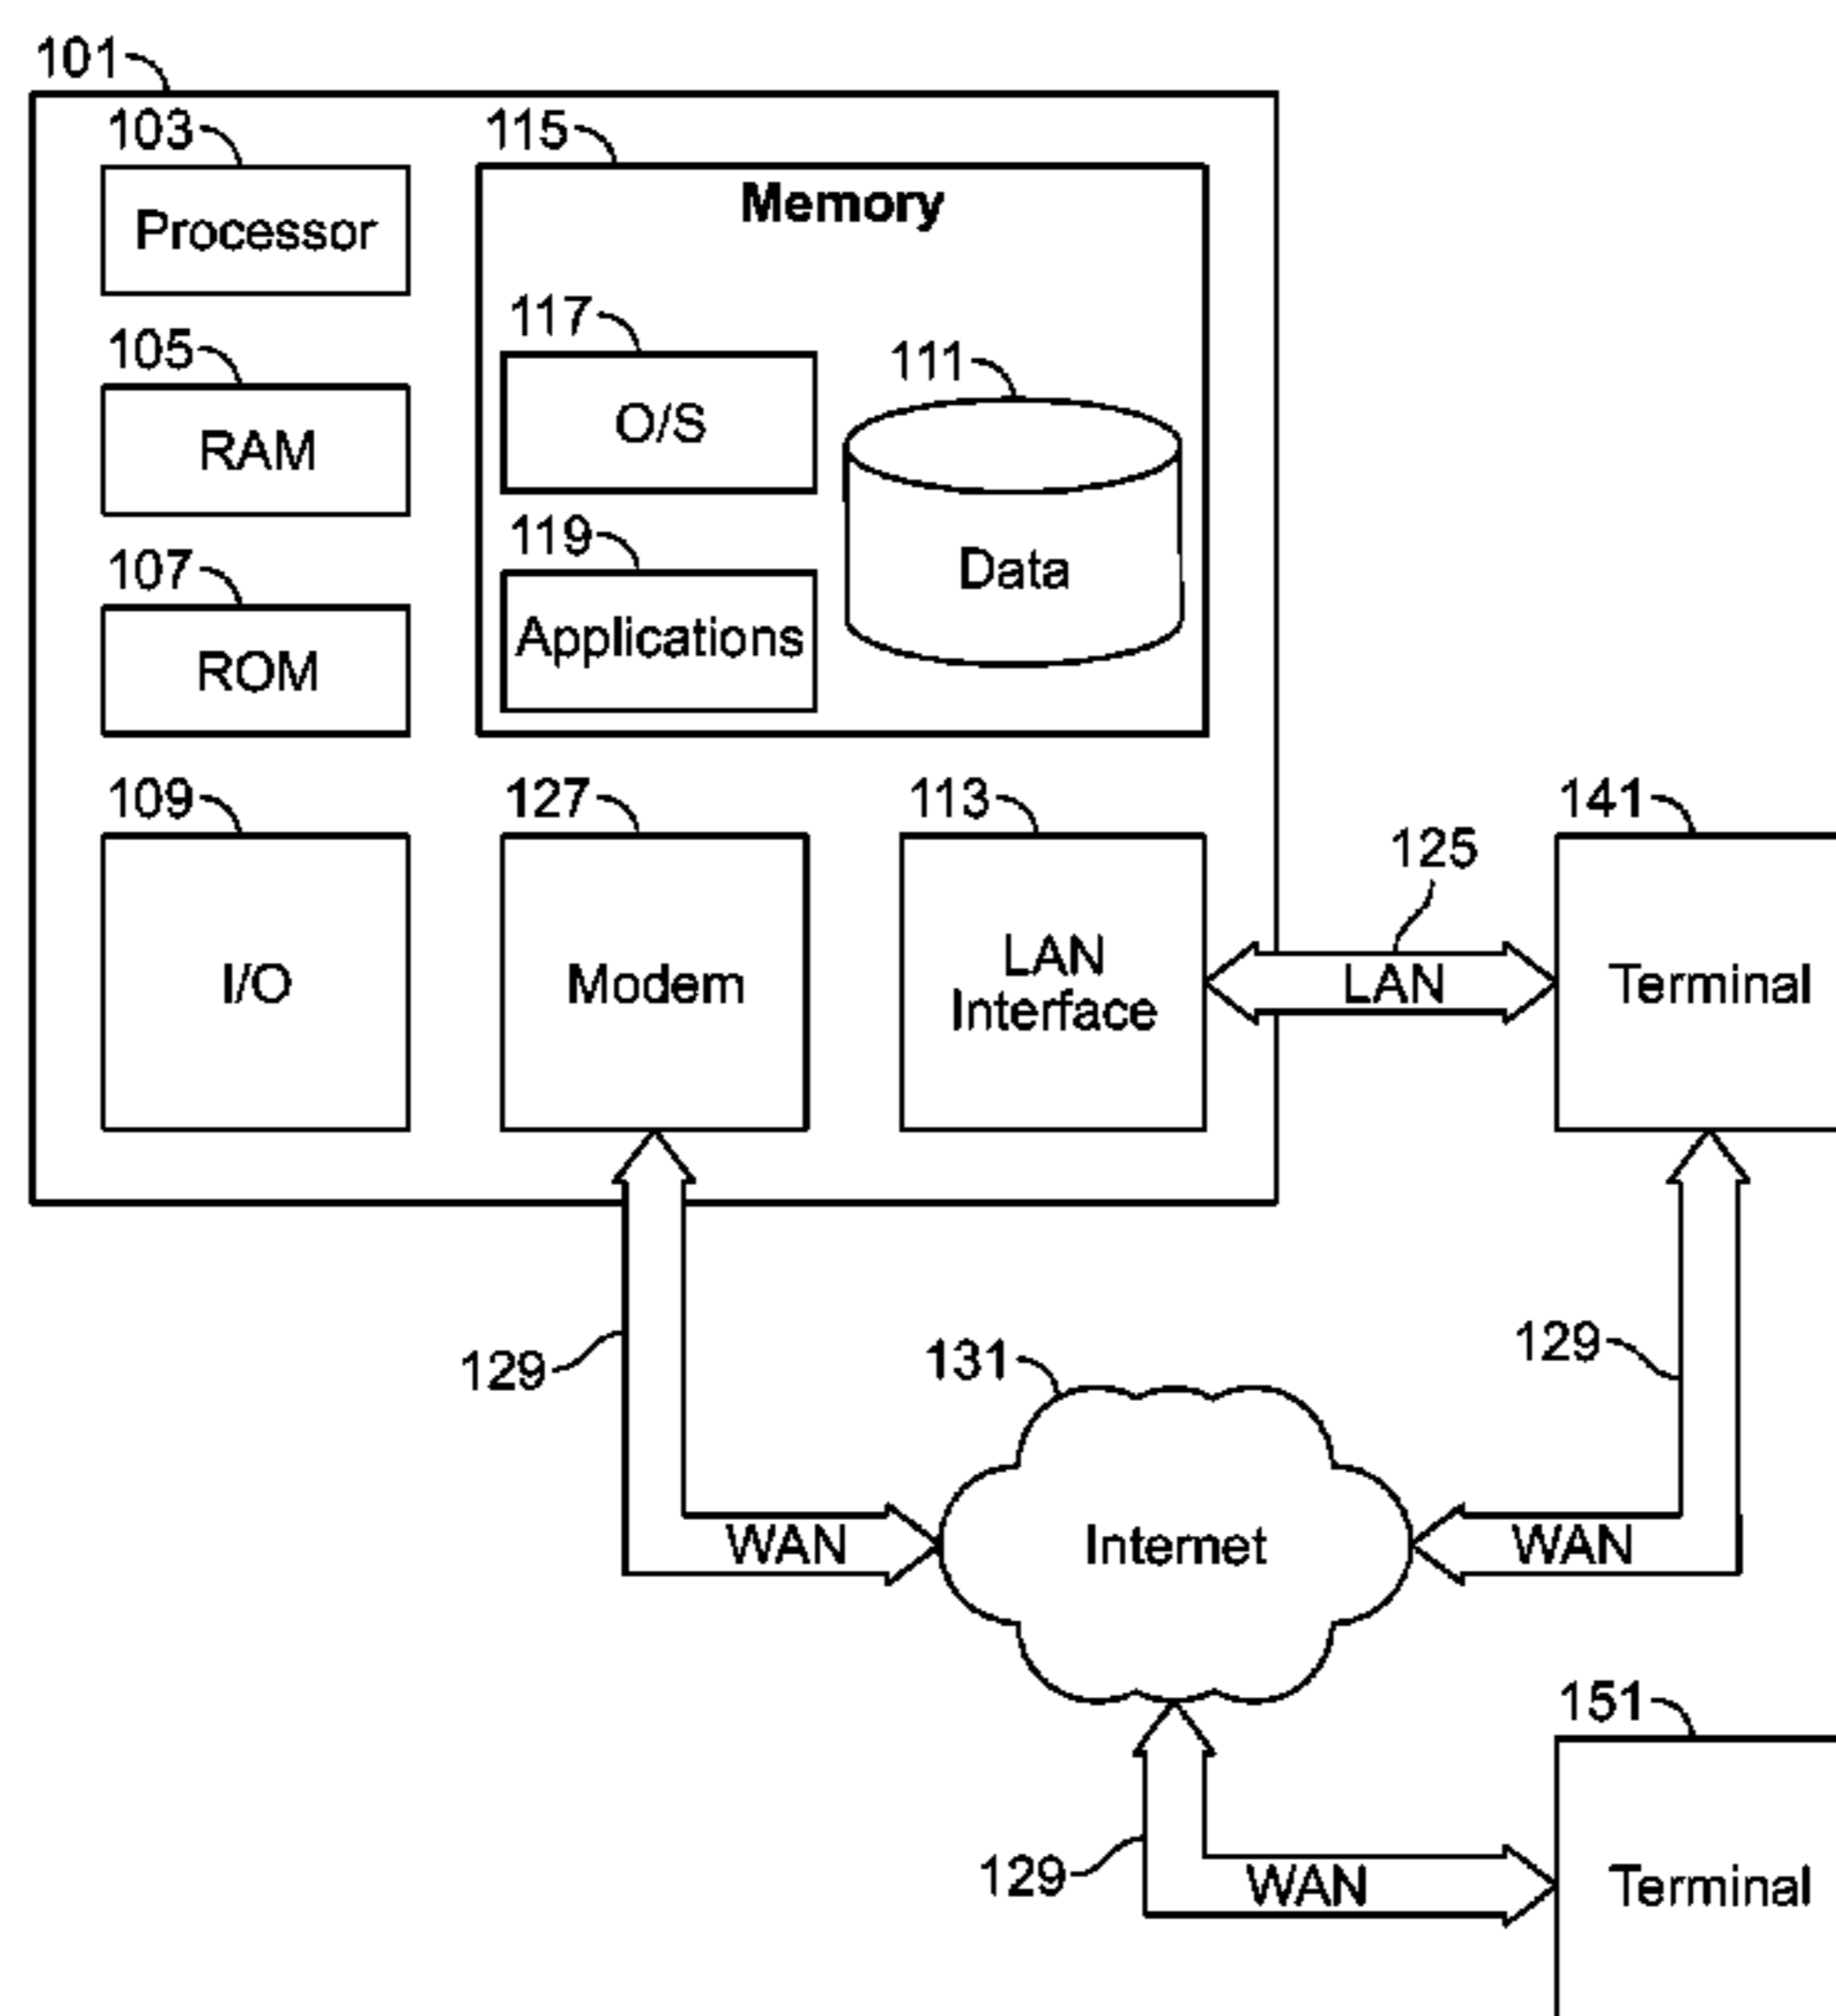 101
103
Processor
105
RAM
107
ROM
109
I/O
115
Memory
117
O/S
111
Data
119
Applications
127
Modem
113
LAN
Interface
125
LAN
141
Terminal
129
WAN
131
Internet
129
WAN
129
WAN
151
Terminal